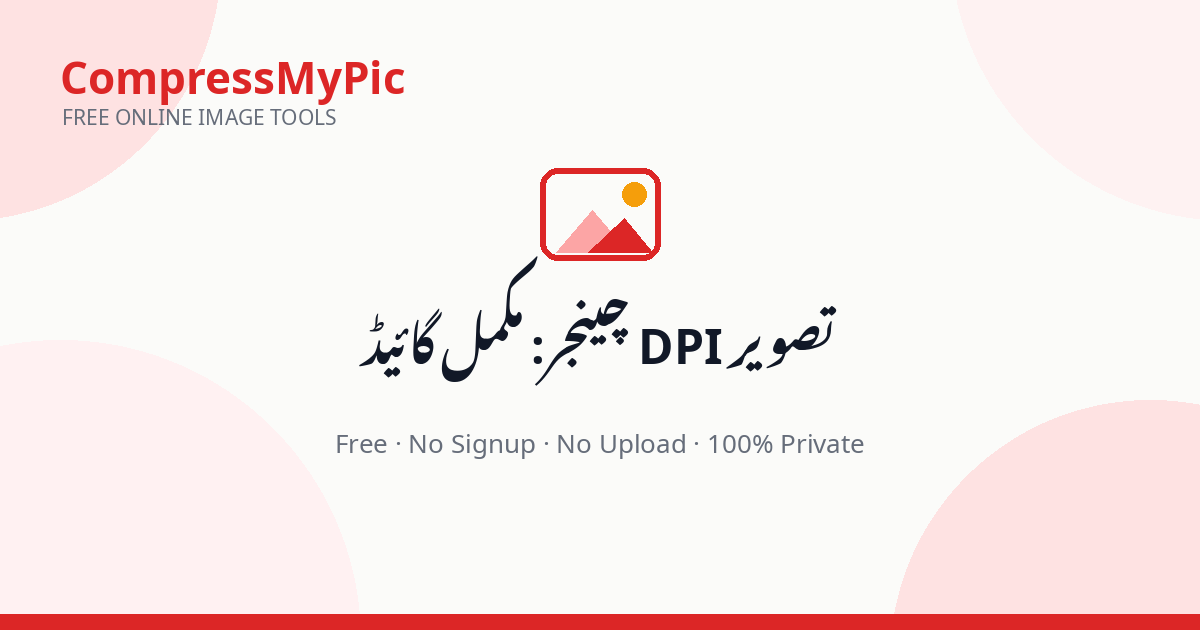 CompressMyPic
FREE ONLINE IMAGE TOOLS
تصویر DPI چینجر: مکمل گائیڈ
Free · No Signup · No Upload · 100% Private